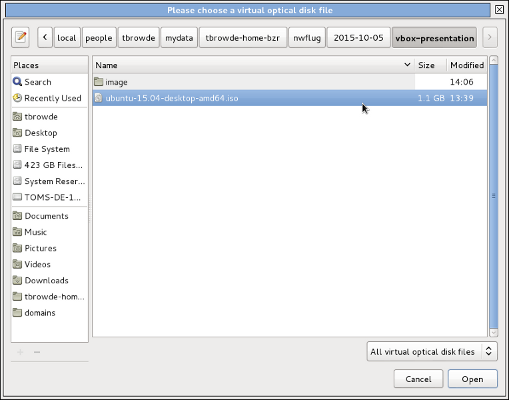 Please choose a virtual optical disk file
local people tbrowde mydata tbrowde-home-bzr nwflug 2015-10-05 vbox-presentation
Places
Search
Recently Used
tbrowde
Desktop
File System
423 GB Files...
System Reser...
TOMS-DE-1...
Documents
Music
Pictures
Videos
Downloads
tbrowde-hom...
domains
Name Size Modified
image 14:06
ubuntu-15.04-desktop-amd64.iso 1.1 GB 13:39
All virtual optical disk files
Cancel Open